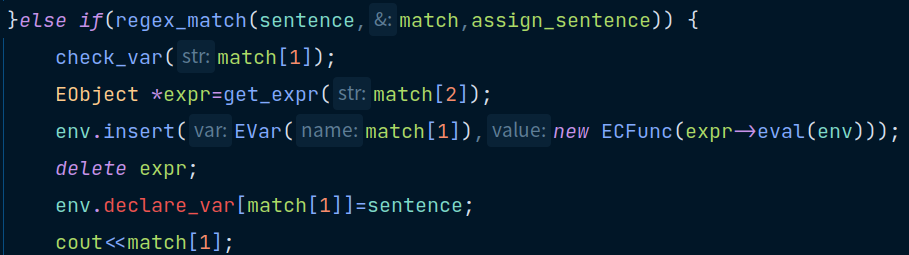 }else if(regex_match(sentence, &: match,assign_sentence)) {
check_var( str: match[1]);
EObject *expr=get_expr( str: match[2]);
env.insert( var: EVar( name: match[1]), value: new ECFunc(expr->eval(env)));
delete expr;
env.declare_var[match[1]]=sentence;
cout<<match[1];